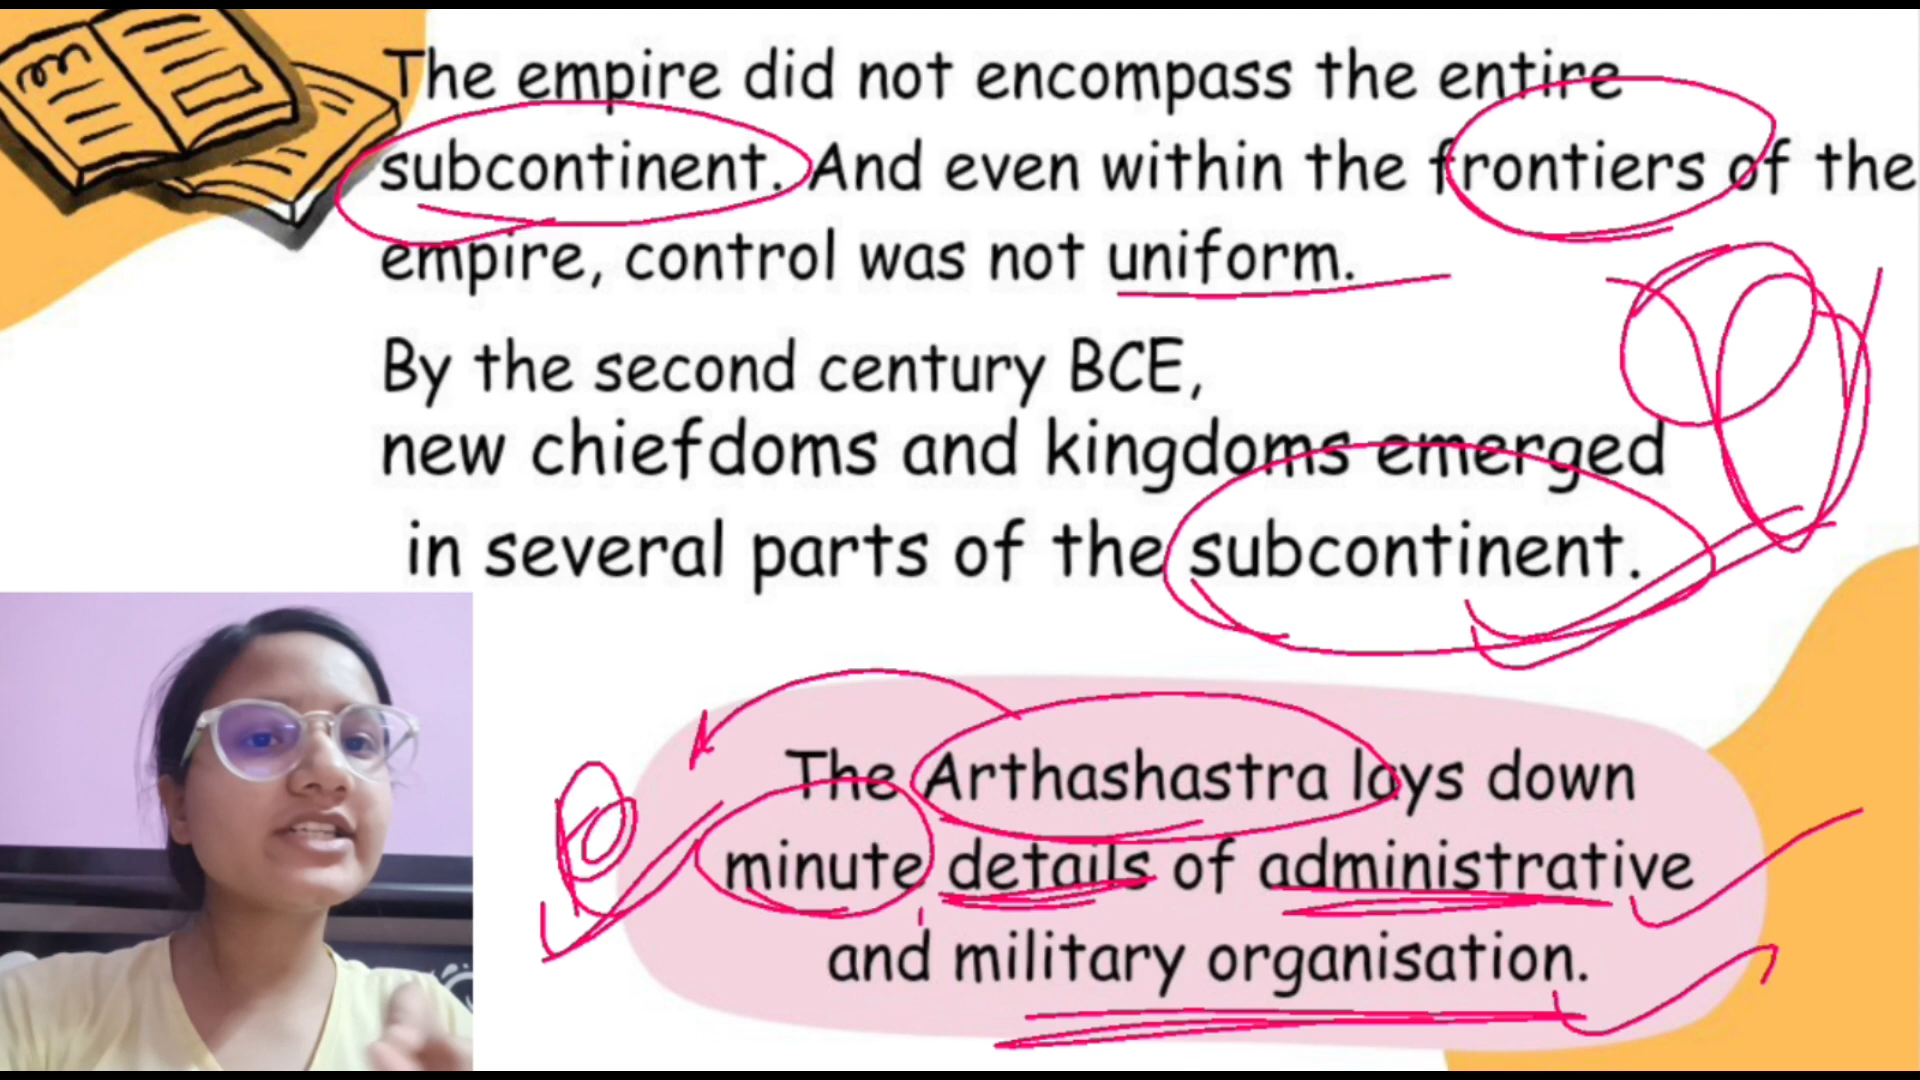 The empire did not encompass the entire
subcontinent. And even within the frontiers of the
empire, control was not uniform.
By the second century BCE,
new chiefdoms and kingdoms emerged
in several parts of the subcontinent.
The Arthashastra lays down
minute details of administrative
and military organisation.